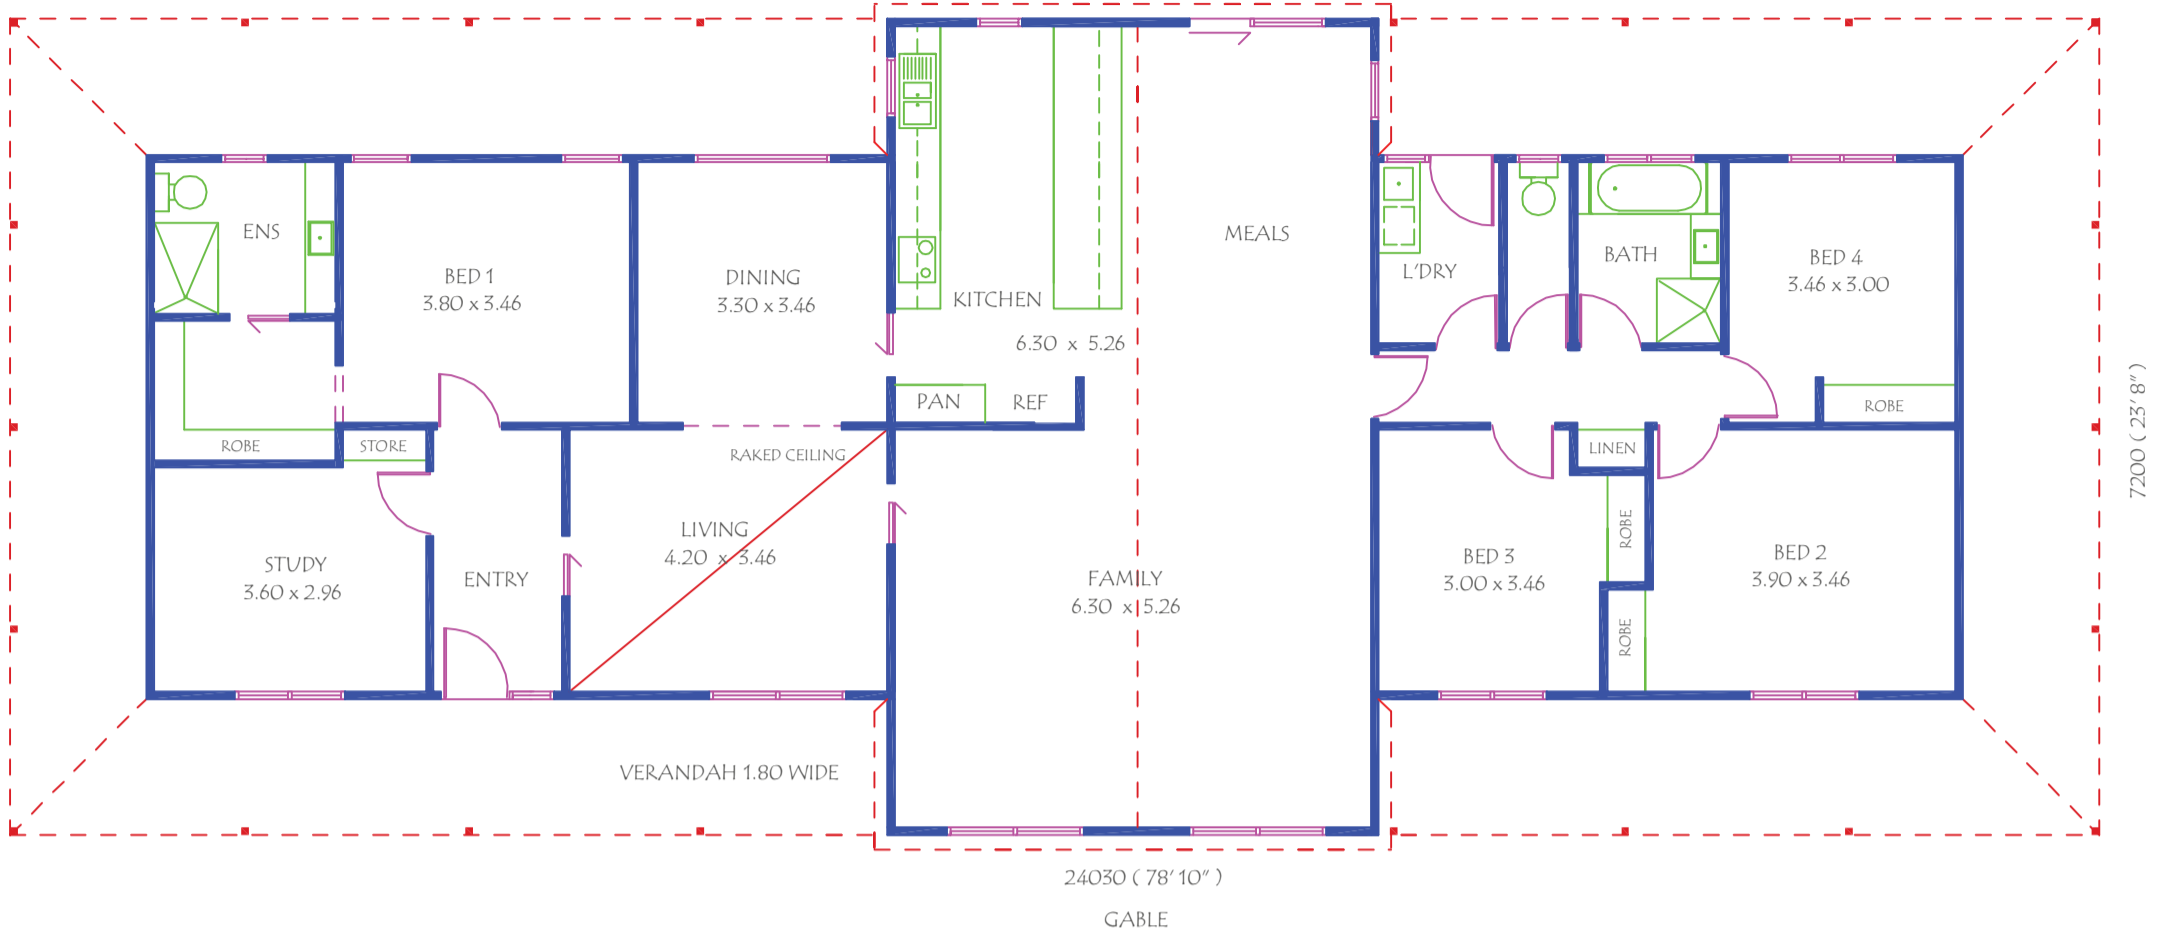 ENS
BED 1
3.80 x 3.46
DINING
3.30 x 3.46
KITCHEN
6.30 x 5.26
MEALS
L'DRY
BATH
BED 4
3.46 x 3.00
PAN
REF
ROBE
ROBE
STORE
RAKED CEILING
LINEN
STUDY
3.60 x 2.96
ENTRY
LIVING
4.20 x 3.46
FAMILY
6.30 x 5.26
BED 3
3.00 x 3.46
ROBE
ROBE
BED 2
3.90 x 3.46
7200 ( 23' 8" )
VERANDAH 1.80 WIDE
24030 ( 78' 10" )
GABLE